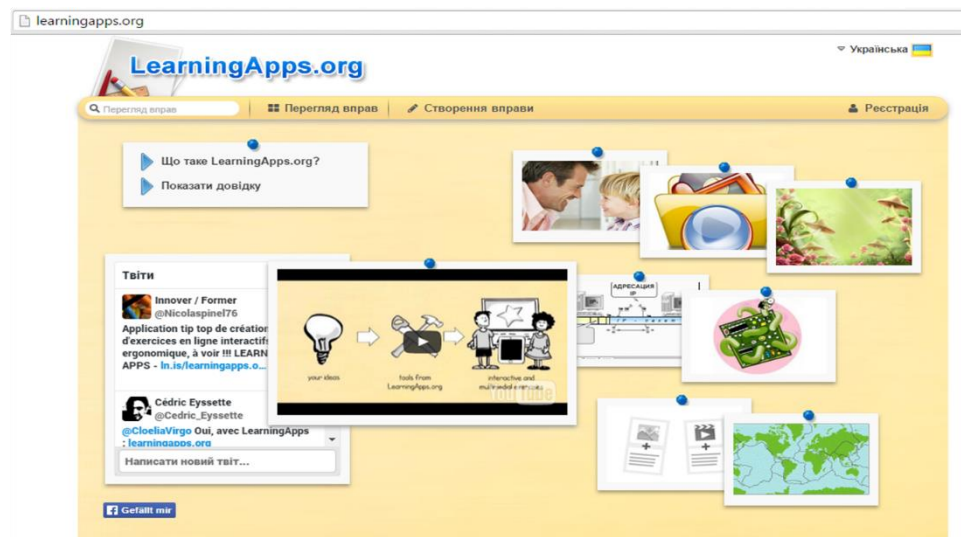 learningapps.org
LearningApps.org
Українська
Перегляд вправ
Перегляд вправ
Створення вправи
Реєстрація
Що таке LearningApps.org?
Показати довідку
Твіти
Innover / Former
@Nicolaspinel76
Application tip top de création
d'exercices en ligne interactifs
ergonomique, à voir !!! LEARN
APPS - ln.is/learningapps.o...
Cédric Eyssette
@Cedric_Eyssette
@CloeliaVirgo Oui, avec LearningApps
: learningapps.org
Написати новий твіт...
your ideas
tools from
LearningApps.org
interactive and
YouTube
АДРЕСАЦИЯ
IP
Gefällt mir